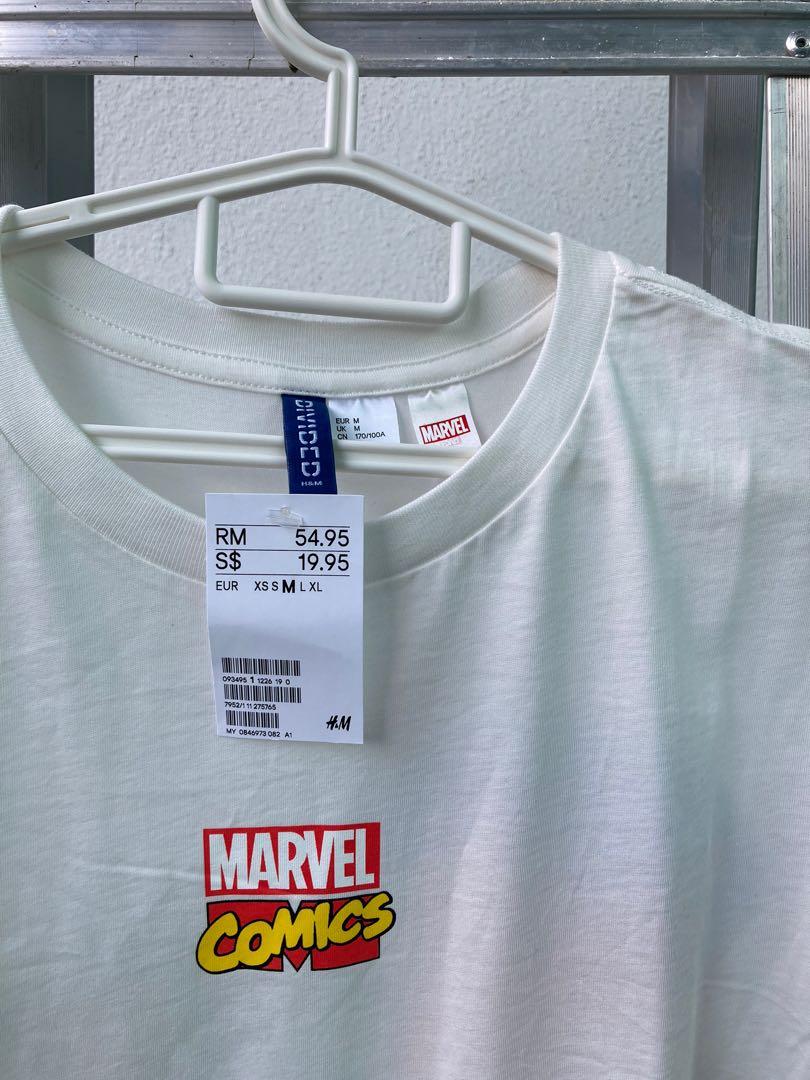 DIVIDED
H&M
EUR M
UK M
CN 170/100A
MARVEL
RM 54.95
S$ 19.95
EUR XS S M L XL
093495 1 1226 19 0
7952/1 11 275765
MY 0846973 082 A1
H&M
MARVEL
COMICS